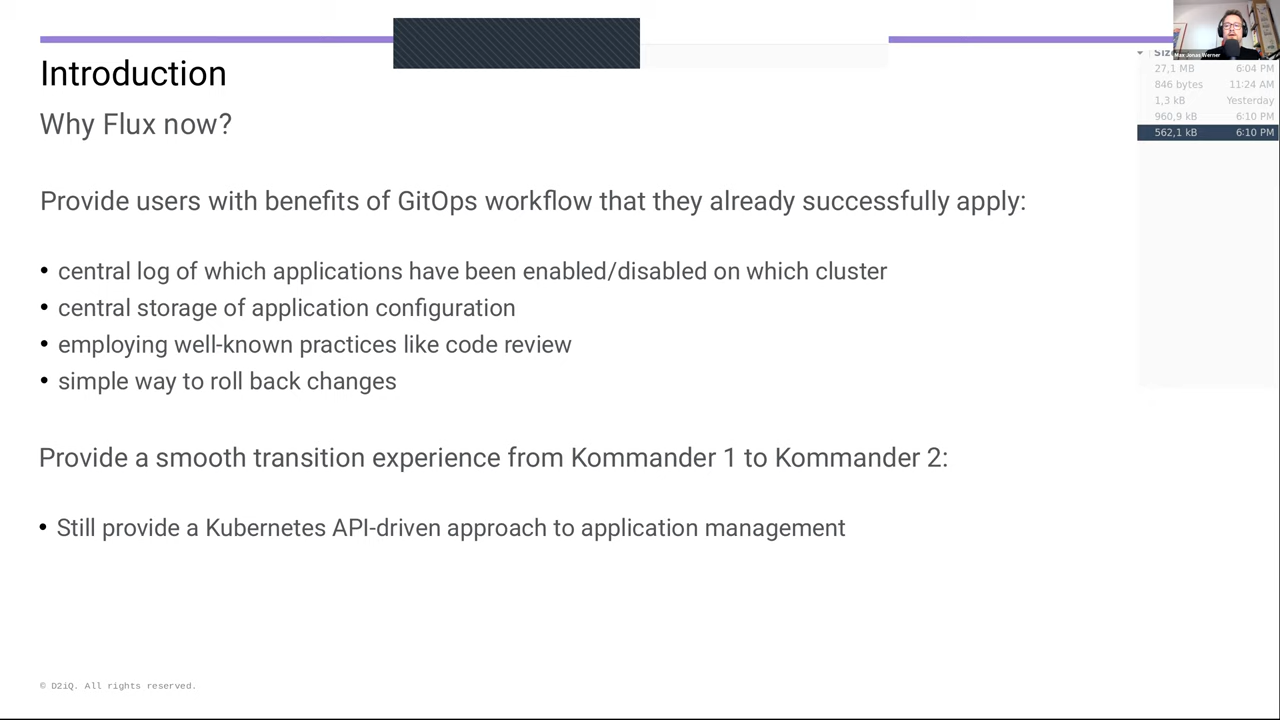 Introduction
Why Flux now?
Provide users with benefits of GitOps workflow that they already successfully apply:
• central log of which applications have been enabled/disabled on which cluster
• central storage of application configuration
• employing well-known practices like code review
• simple way to roll back changes
Provide a smooth transition experience from Kommander 1 to Kommander 2:
• Still provide a Kubernetes API-driven approach to application management
© D2iQ. All rights reserved.
Max Jonas Werner
27,1 MB 6:04 PM
846 bytes 11:24 AM
1,3 kB Yesterday
960,9 kB 6:10 PM
562,1 kB 6:10 PM